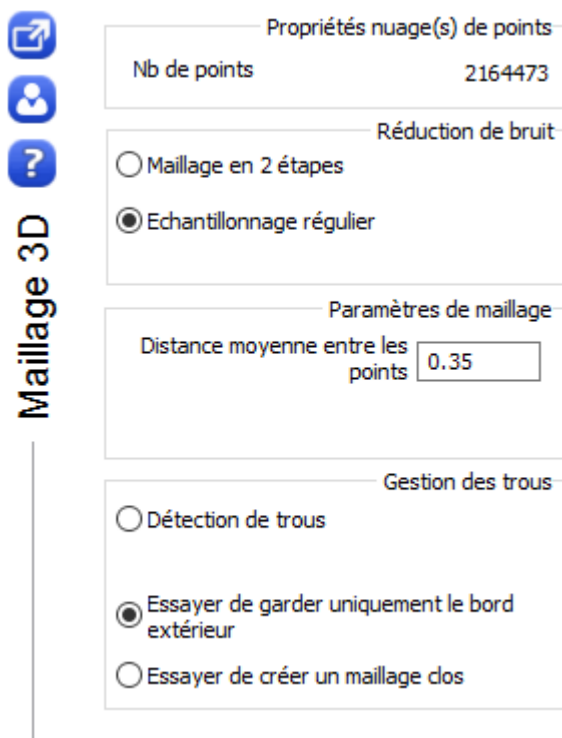 Propriétés nuage(s) de points
Nb de points 2164473
Réduction de bruit
Maillage en 2 étapes
Echantillonnage régulier
Paramètres de maillage
Distance moyenne entre les
points 0.35
Gestion des trous
Détection de trous
Essayer de garder uniquement le bord
extérieur
Essayer de créer un maillage clos
?
Maillage 3D